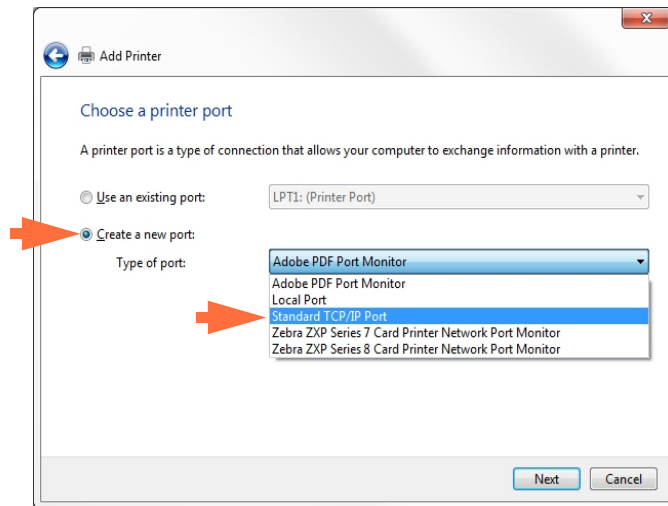 Add Printer
Choose a printer port
A printer port is a type of connection that allows your computer to exchange information with a printer.
Use an existing port: LPT1: (Printer Port)
Create a new port:
Type of port: Adobe PDF Port Monitor
Adobe PDF Port Monitor
Local Port
Standard TCP/IP Port
Zebra ZXP Series 7 Card Printer Network Port Monitor
Zebra ZXP Series 8 Card Printer Network Port Monitor
Next Cancel